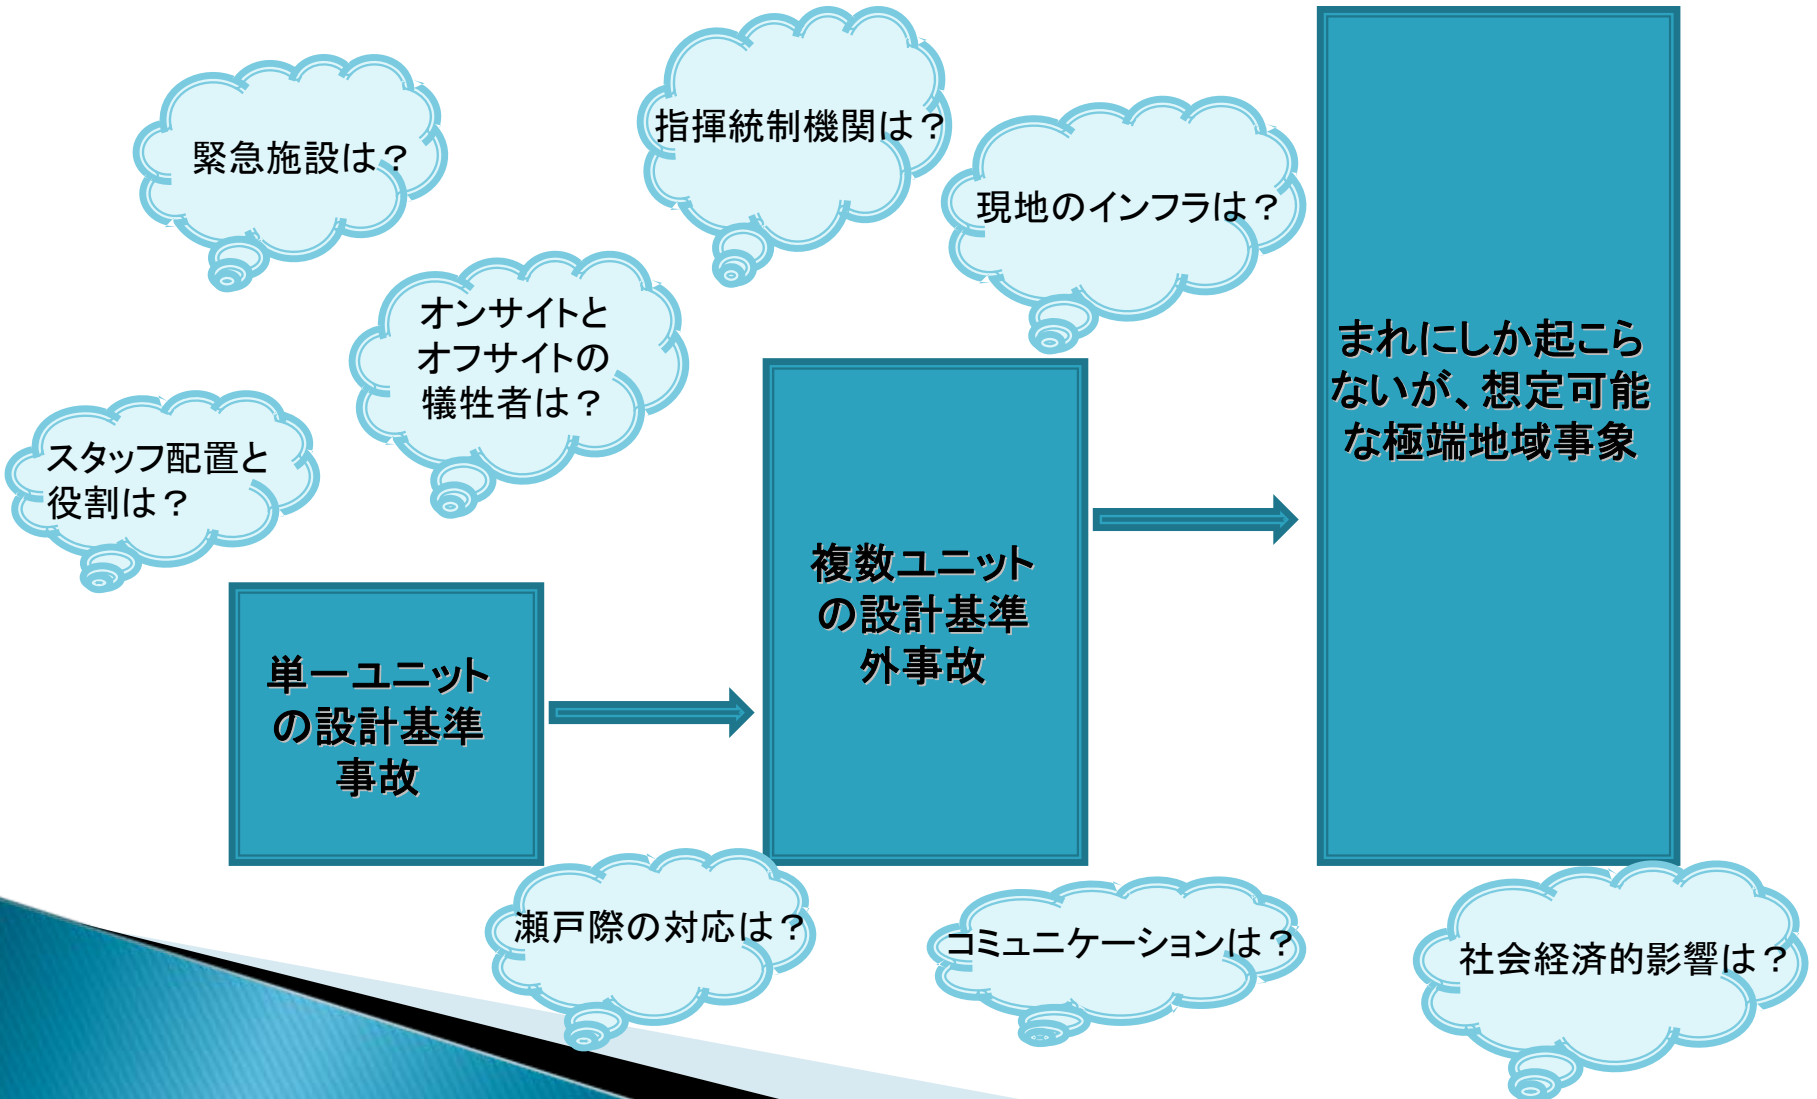 緊急施設は？
指揮統制機関は？
現地のインフラは？
オンサイトと
オフサイトの
犠牲者は？
スタッフ配置と
役割は？
単一ユニット
の設計基準
事故
複数ユニット
の設計基準
外事故
まれにしか起こら
ないが、想定可能
な極端地域事象
瀬戸際の対応は？
コミュニケーションは？
社会経済的影響は？